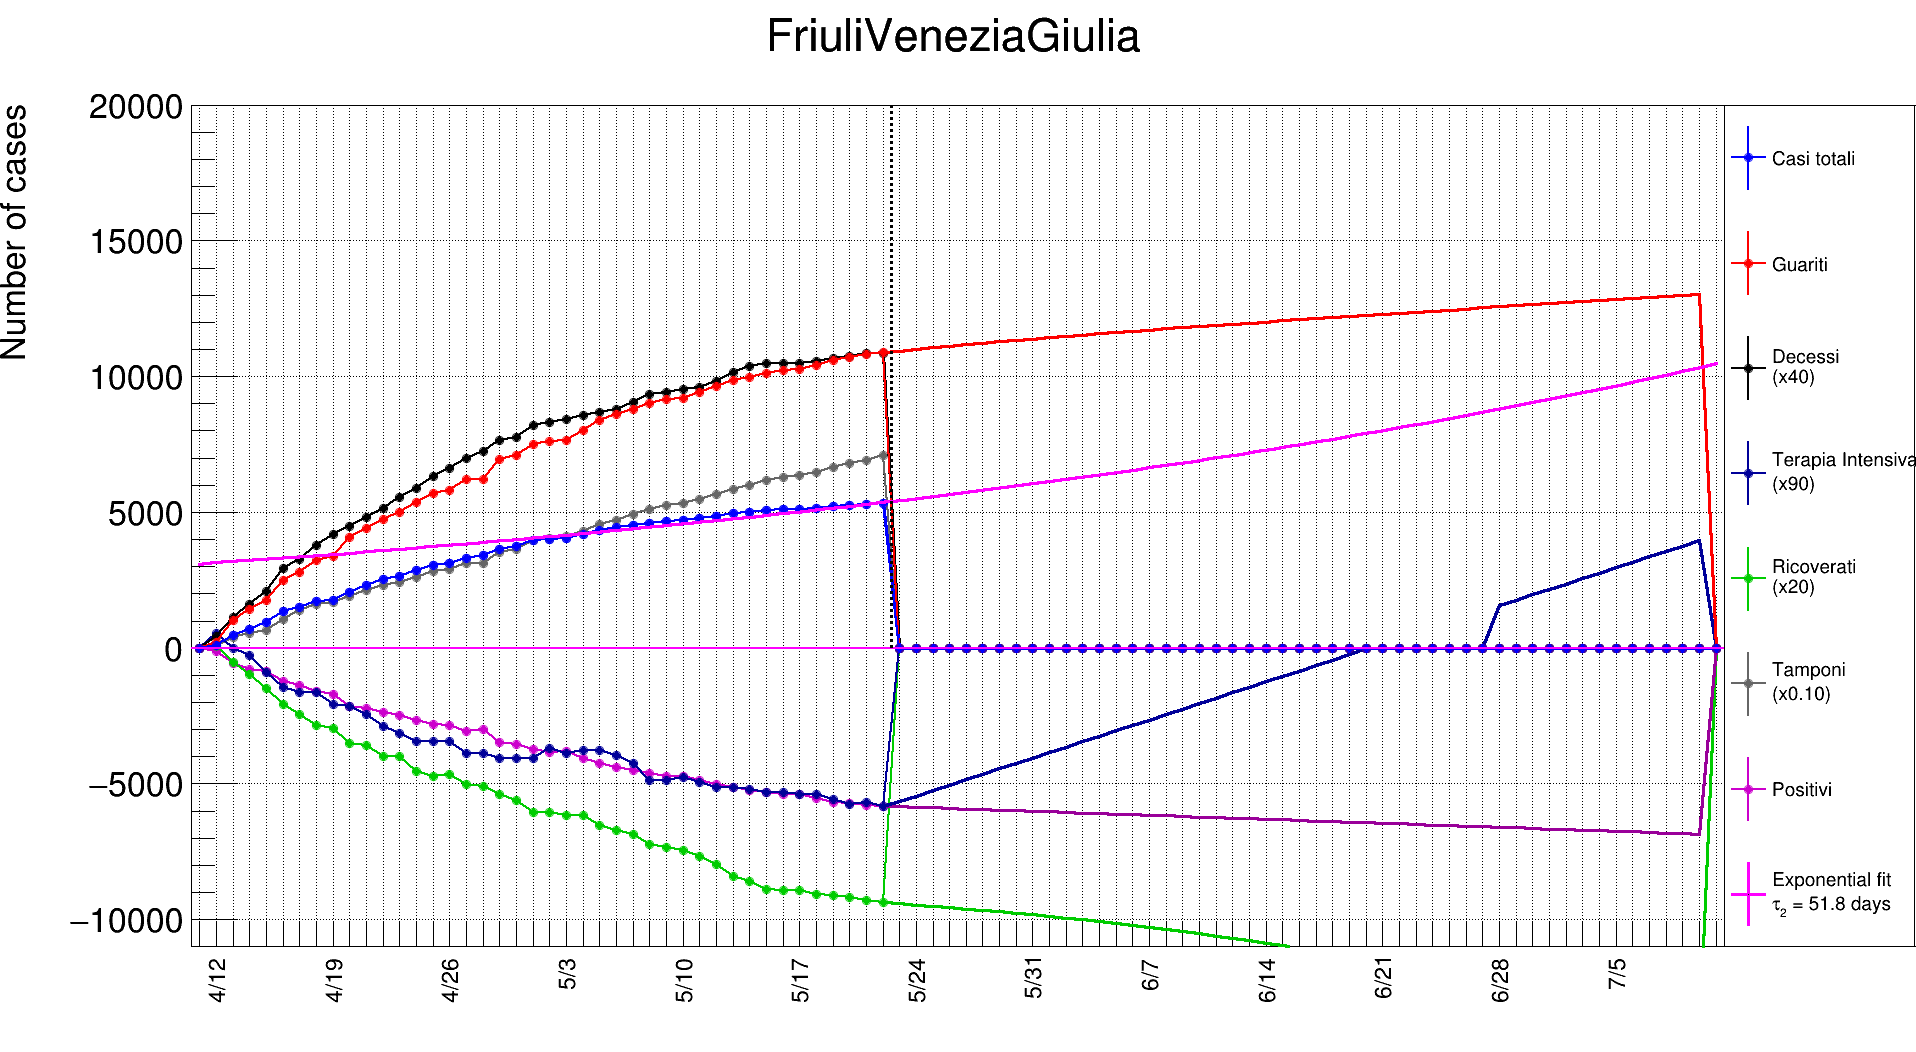 FriuliVeneziaGiulia
Number of cases
20000
15000
10000
5000
0
−5000
−10000
4/12
4/19
4/26
5/3
5/10
5/17
5/24
5/31
6/7
6/14
6/21
6/28
7/5
Casi totali
Guariti
Decessi
(x40)
Terapia Intensiva
(x90)
Ricoverati
(x20)
Tamponi
(x0.10)
Positivi
Exponential fit
τ2 = 51.8 days